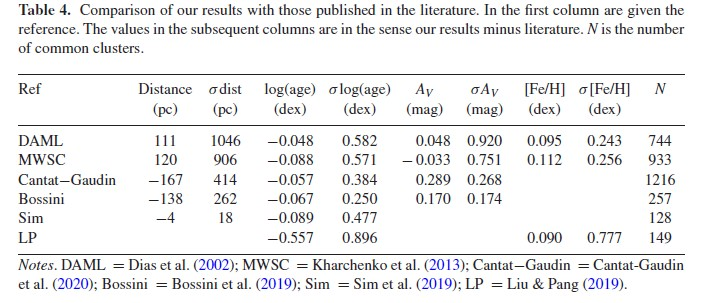 Table 4. Comparison of our results with those published in the literature. In the first column are given the
reference. The values in the subsequent columns are in the sense our results minus literature. N is the number
of common clusters.
Ref Distance σ dist log(age) σ log(age) AV σAV [Fe/H] σ[Fe/H] N
(pc) (pc) (dex) (dex) (mag) (mag) (dex) (dex)
DAML 111 1046 −0.048 0.582 0.048 0.920 0.095 0.243 744
MWSC 120 906 −0.088 0.571 − 0.033 0.751 0.112 0.256 933
Cantat−Gaudin −167 414 −0.057 0.384 0.289 0.268 1216
Bossini −138 262 −0.067 0.250 0.170 0.174 257
Sim −4 18 −0.089 0.477 128
LP −0.557 0.896 0.090 0.777 149
Notes. DAML = Dias et al. (2002); MWSC = Kharchenko et al. (2013); Cantat−Gaudin = Cantat-Gaudin
et al. (2020); Bossini = Bossini et al. (2019); Sim = Sim et al. (2019); LP = Liu & Pang (2019).